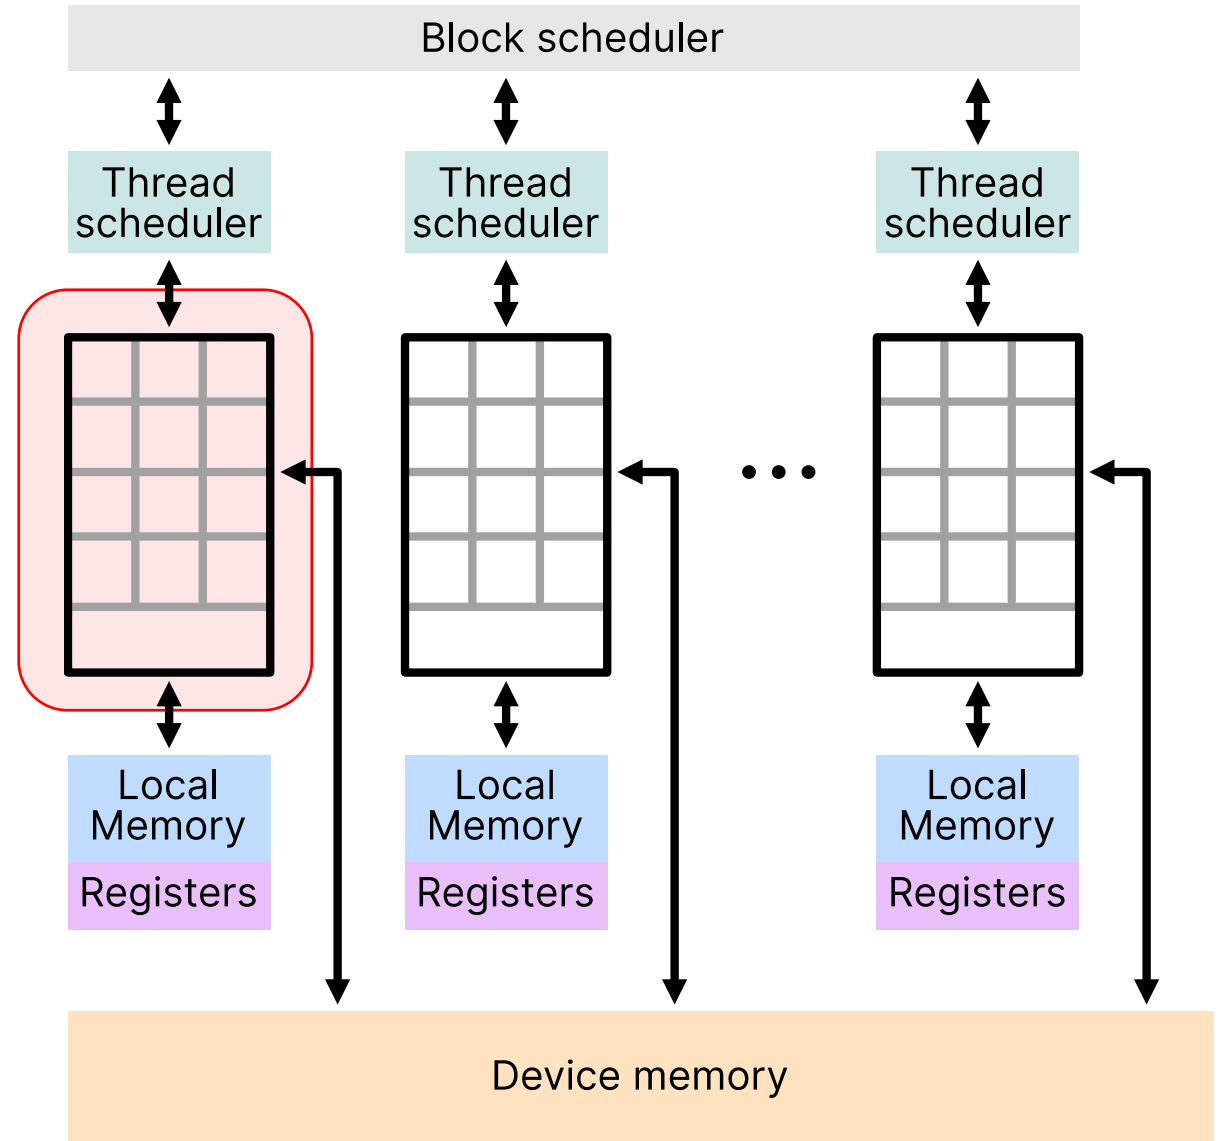 Block scheduler
Thread
scheduler
Thread
scheduler
Thread
scheduler
Local
Memory
Registers
Local
Memory
Registers
Local
Memory
Registers
Device memory